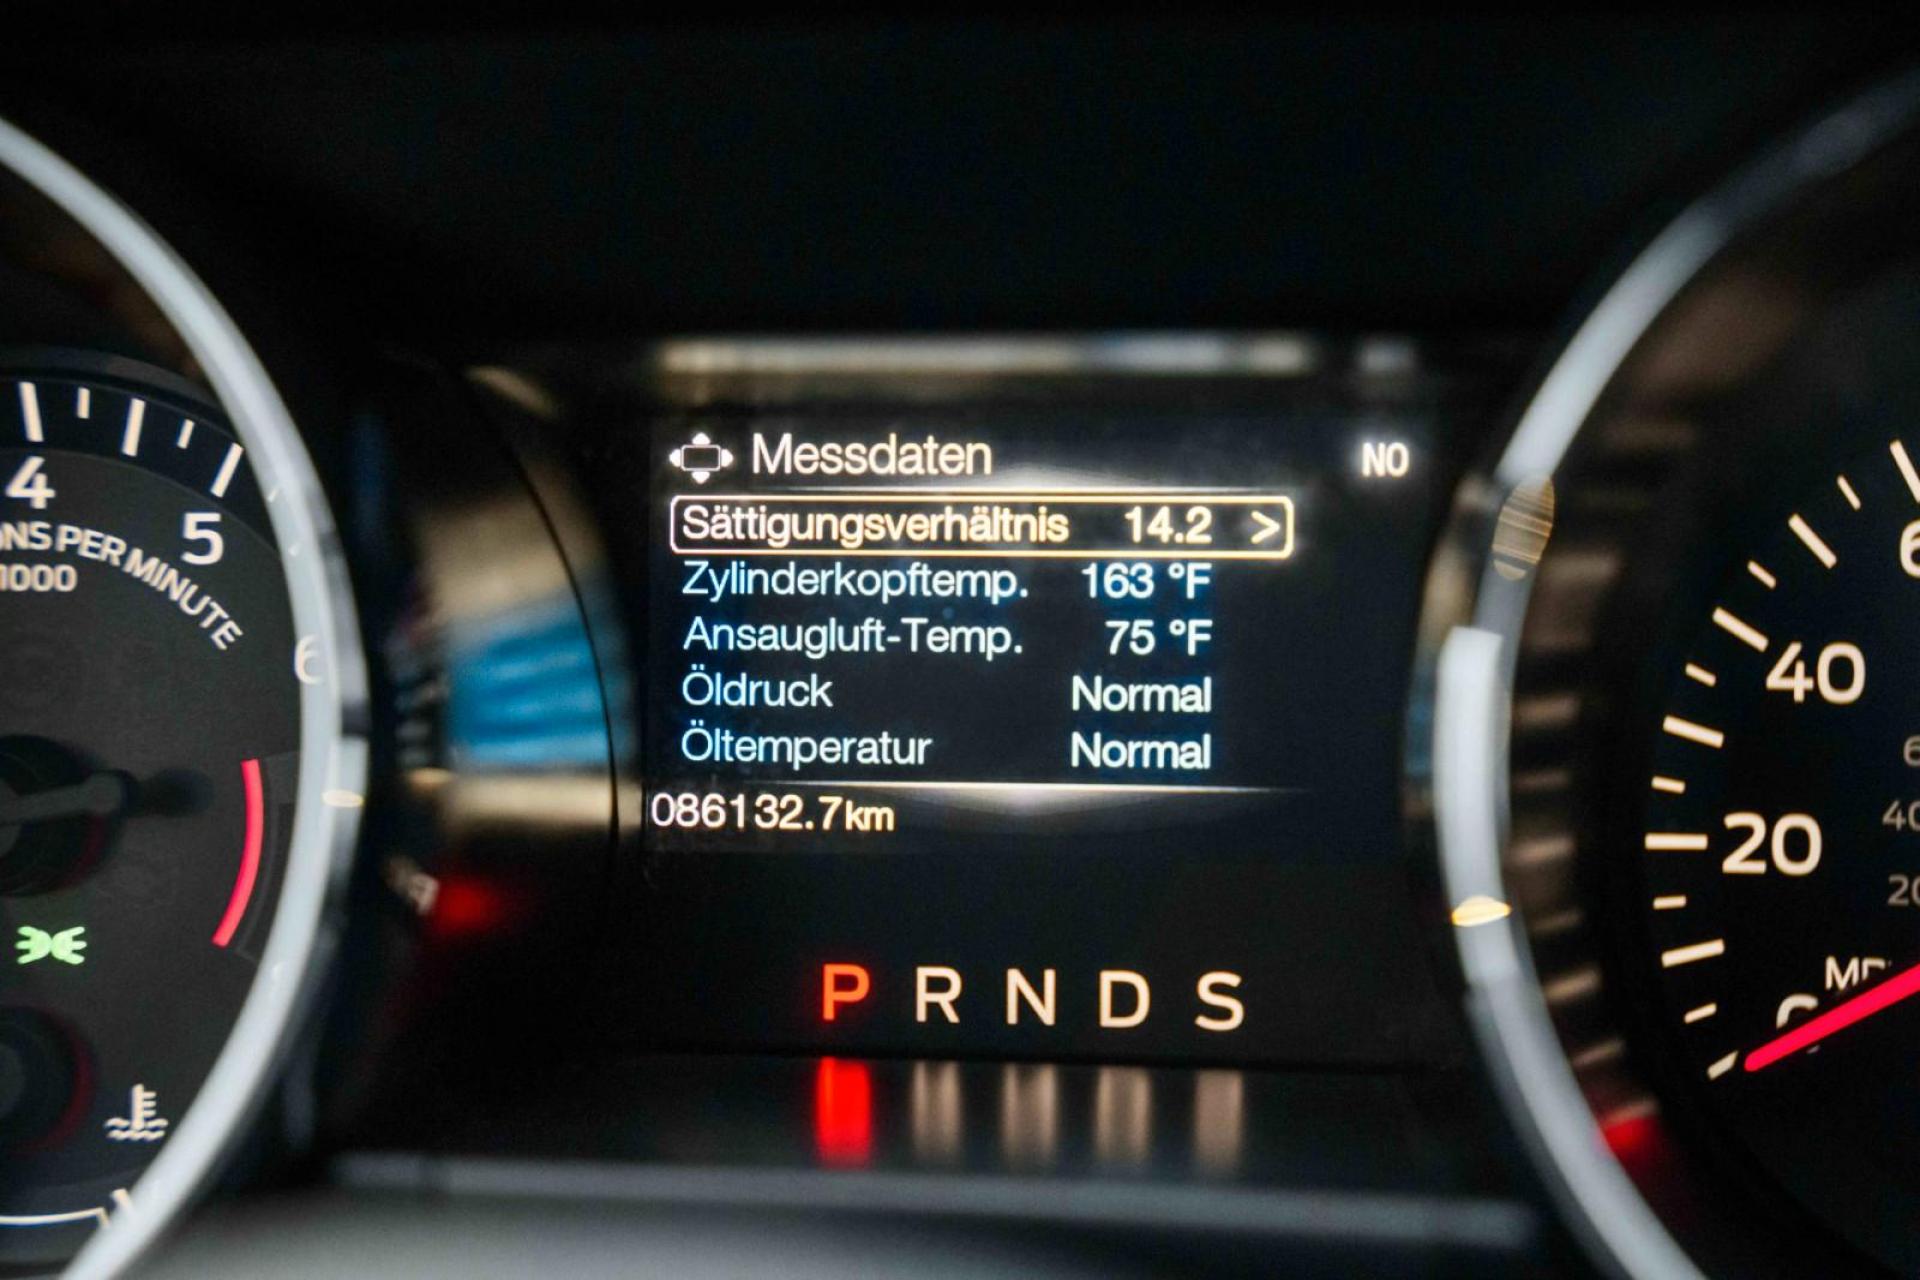 Messdaten NO
Sättigungsverhältnis 14.2 >
Zylinderkopftemp. 163 °F
Ansaugluft-Temp. 75 °F
Öldruck Normal
Öltemperatur Normal
086132.7km
P R N D S
4
5
6
PER MINUTE
1000
40
20